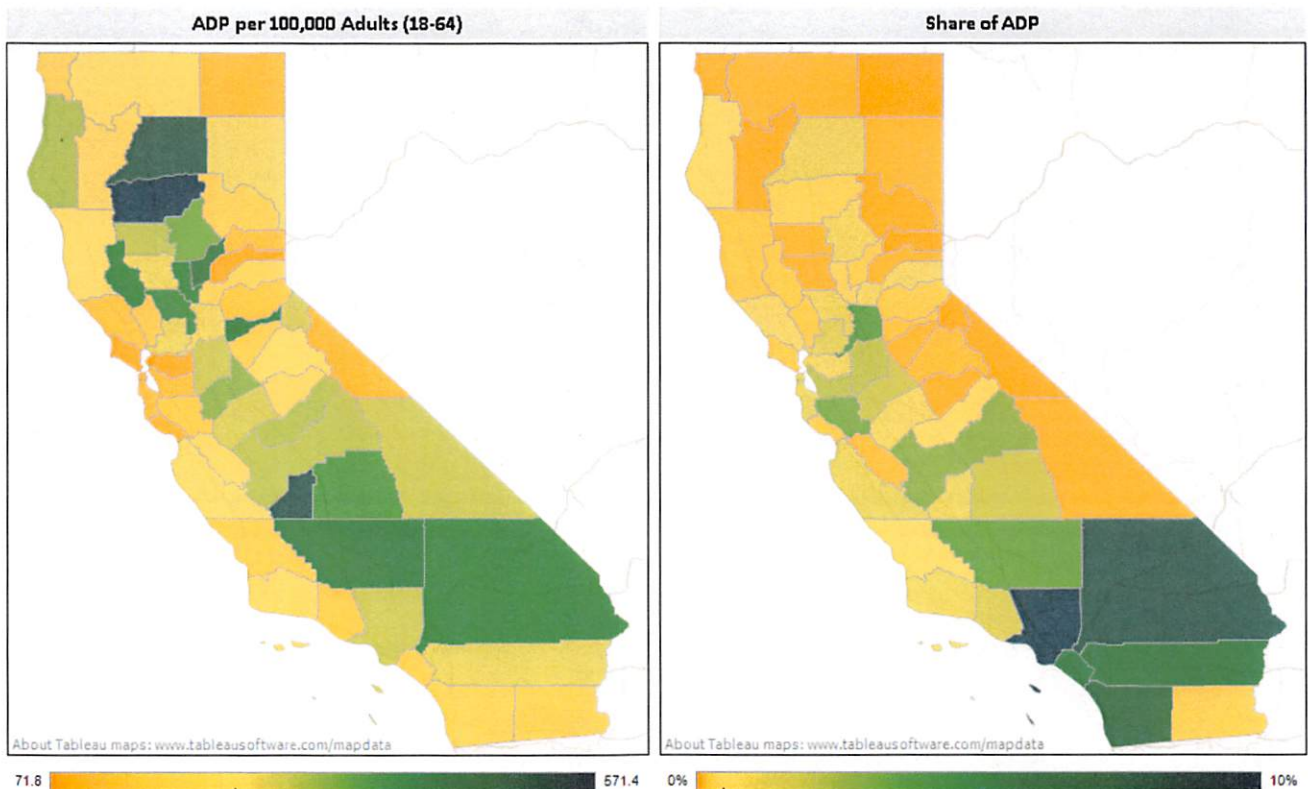 ADP per 100,000 Adults (18-64)
Share of ADP
About Tableau maps: www.tableausoftware.com/mapdata
About Tableau maps: www.tableausoftware.com/mapdata
71.8
571.4
0%
10%